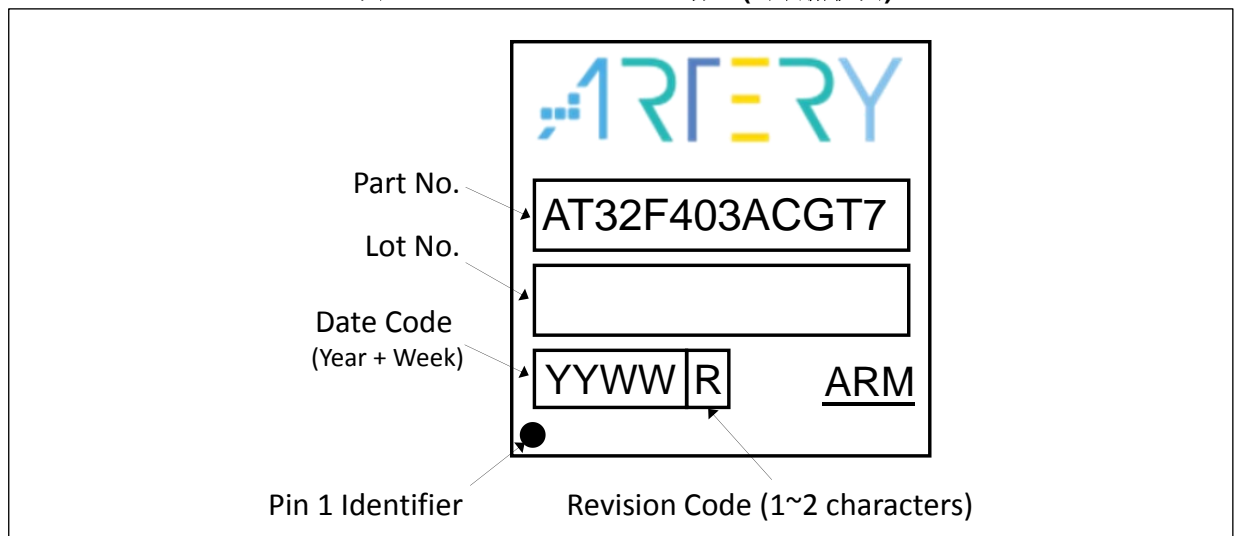 ARTERY
Part No.
AT32F403ACGT7
Lot No.
Date Code
(Year + Week)
YYWW R
ARM
Pin 1 Identifier
Revision Code (1~2 characters)